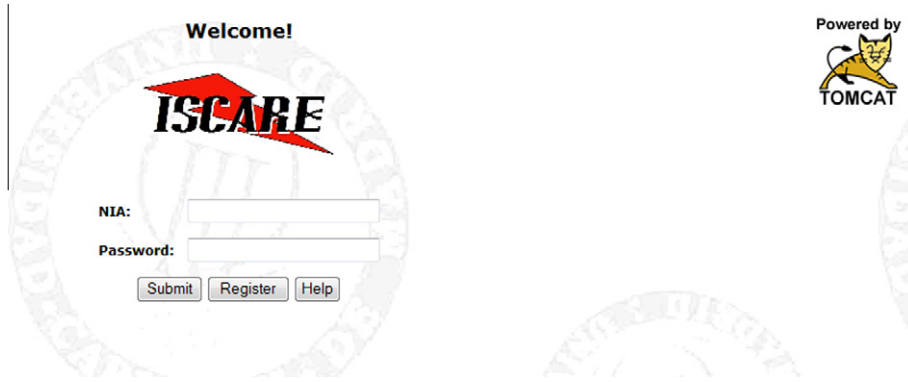 Welcome!
Powered by
TOMCAT
ISCARE
NIA:
Password:
Submit Register Help